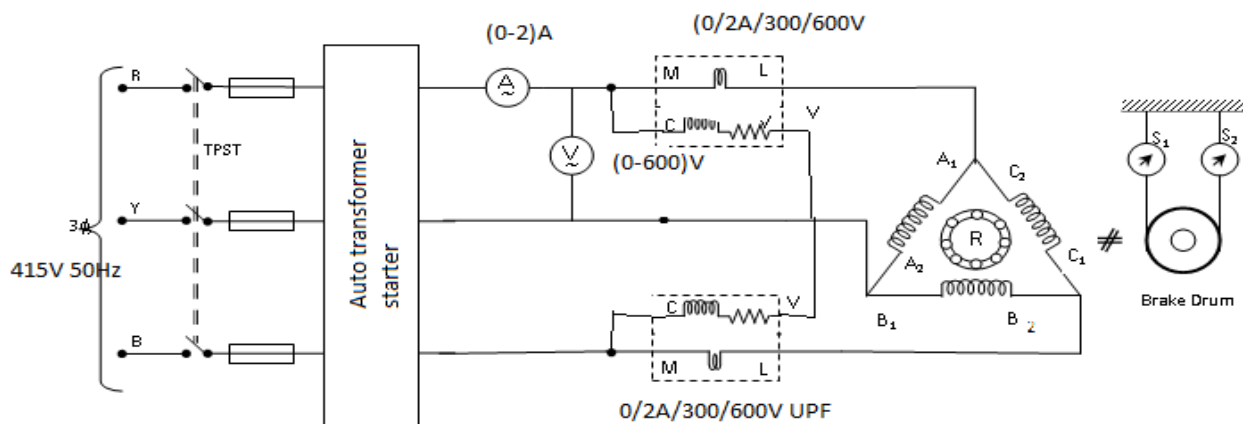 (0-2)A
(0/2A/300/600V
R
M
L
A
~
C
V
V
TPST
V
~
(0-600)V
S1
S2
A1
C2
Y
3ϕ
R
415V 50Hz
Auto transformer
starter
A2
C1
Brake Drum
C
V
B1
B 2
B
M
L
0/2A/300/600V UPF